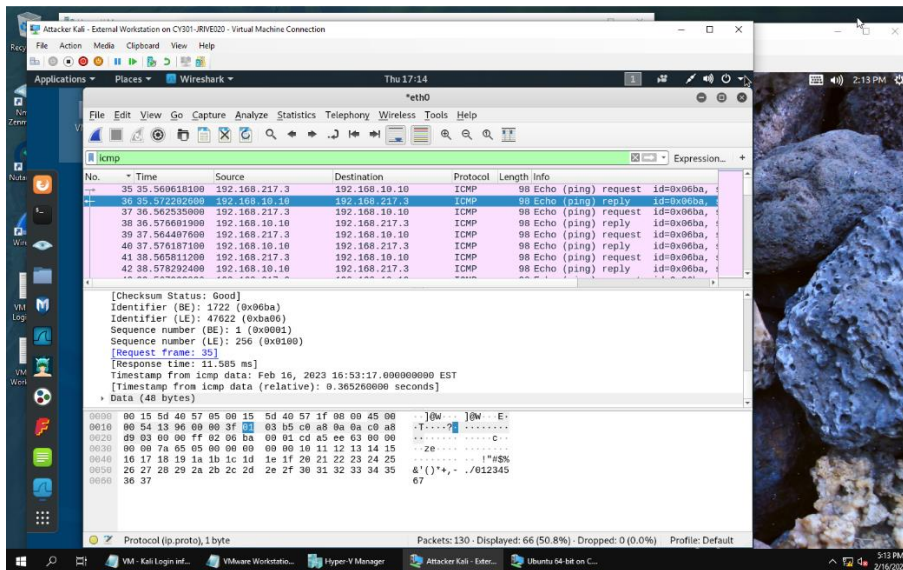 Attacker Kali - External Workstation on CY301-JRIVE020 - Virtual Machine Connection
File Action Media Clipboard View Help
Applications Places Wireshark Thu 17:14 1 2:13 PM
*eth0
File Edit View Go Capture Analyze Statistics Telephony Wireless Tools Help
icmp Expression... +
No. Time Source Destination Protocol Length Info
35 35.560618100 192.168.217.3 192.168.10.10 ICMP 98 Echo (ping) request id=0x06ba,
36 35.572202600 192.168.10.10 192.168.217.3 ICMP 98 Echo (ping) reply id=0x06ba,
37 36.562535000 192.168.217.3 192.168.10.10 ICMP 98 Echo (ping) request id=0x06ba,
38 36.576601900 192.168.10.10 192.168.217.3 ICMP 98 Echo (ping) reply id=0x06ba,
39 37.564407600 192.168.217.3 192.168.10.10 ICMP 98 Echo (ping) request id=0x06ba,
40 37.576187100 192.168.10.10 192.168.217.3 ICMP 98 Echo (ping) reply id=0x06ba,
41 38.565811200 192.168.217.3 192.168.10.10 ICMP 98 Echo (ping) request id=0x06ba,
42 38.578292400 192.168.10.10 192.168.217.3 ICMP 98 Echo (ping) reply id=0x06ba,
[Checksum Status: Good]
Identifier (BE): 1722 (0x06ba)
Identifier (LE): 47622 (0xba06)
Sequence number (BE): 1 (0x0001)
Sequence number (LE): 256 (0x0100)
[Request frame: 35]
[Response time: 11.585 ms]
Timestamp from icmp data: Feb 16, 2023 16:53:17.000000000 EST
[Timestamp from icmp data (relative): 0.365260000 seconds]
Data (48 bytes)
0000 00 15 5d 40 57 05 00 15 5d 40 57 1f 08 00 45 00 ··]@W··· ]@W···E·
0010 00 54 13 96 00 00 3f 01 03 b5 c0 a8 0a 0a c0 a8 ·T····?· ········
0020 d9 03 00 00 ff 02 06 ba 00 01 cd a5 ee 63 00 00 ········ ·····c··
0030 00 00 7a 65 05 00 00 00 00 00 10 11 12 13 14 15 ··ze···· ········
0040 16 17 18 19 1a 1b 1c 1d 1e 1f 20 21 22 23 24 25 ········ ·· !"#$%
0050 26 27 28 29 2a 2b 2c 2d 2e 2f 30 31 32 33 34 35 &'()*+,- ./012345
0060 36 37 67
Protocol (ip.proto), 1 byte Packets: 130 · Displayed: 66 (50.8%) · Dropped: 0 (0.0%) Profile: Default
VM - Kali Login inf... VMware Workstatio... Hyper-V Manager Attacker Kali - Exter... Ubuntu 64-bit on C... 5:13 PM